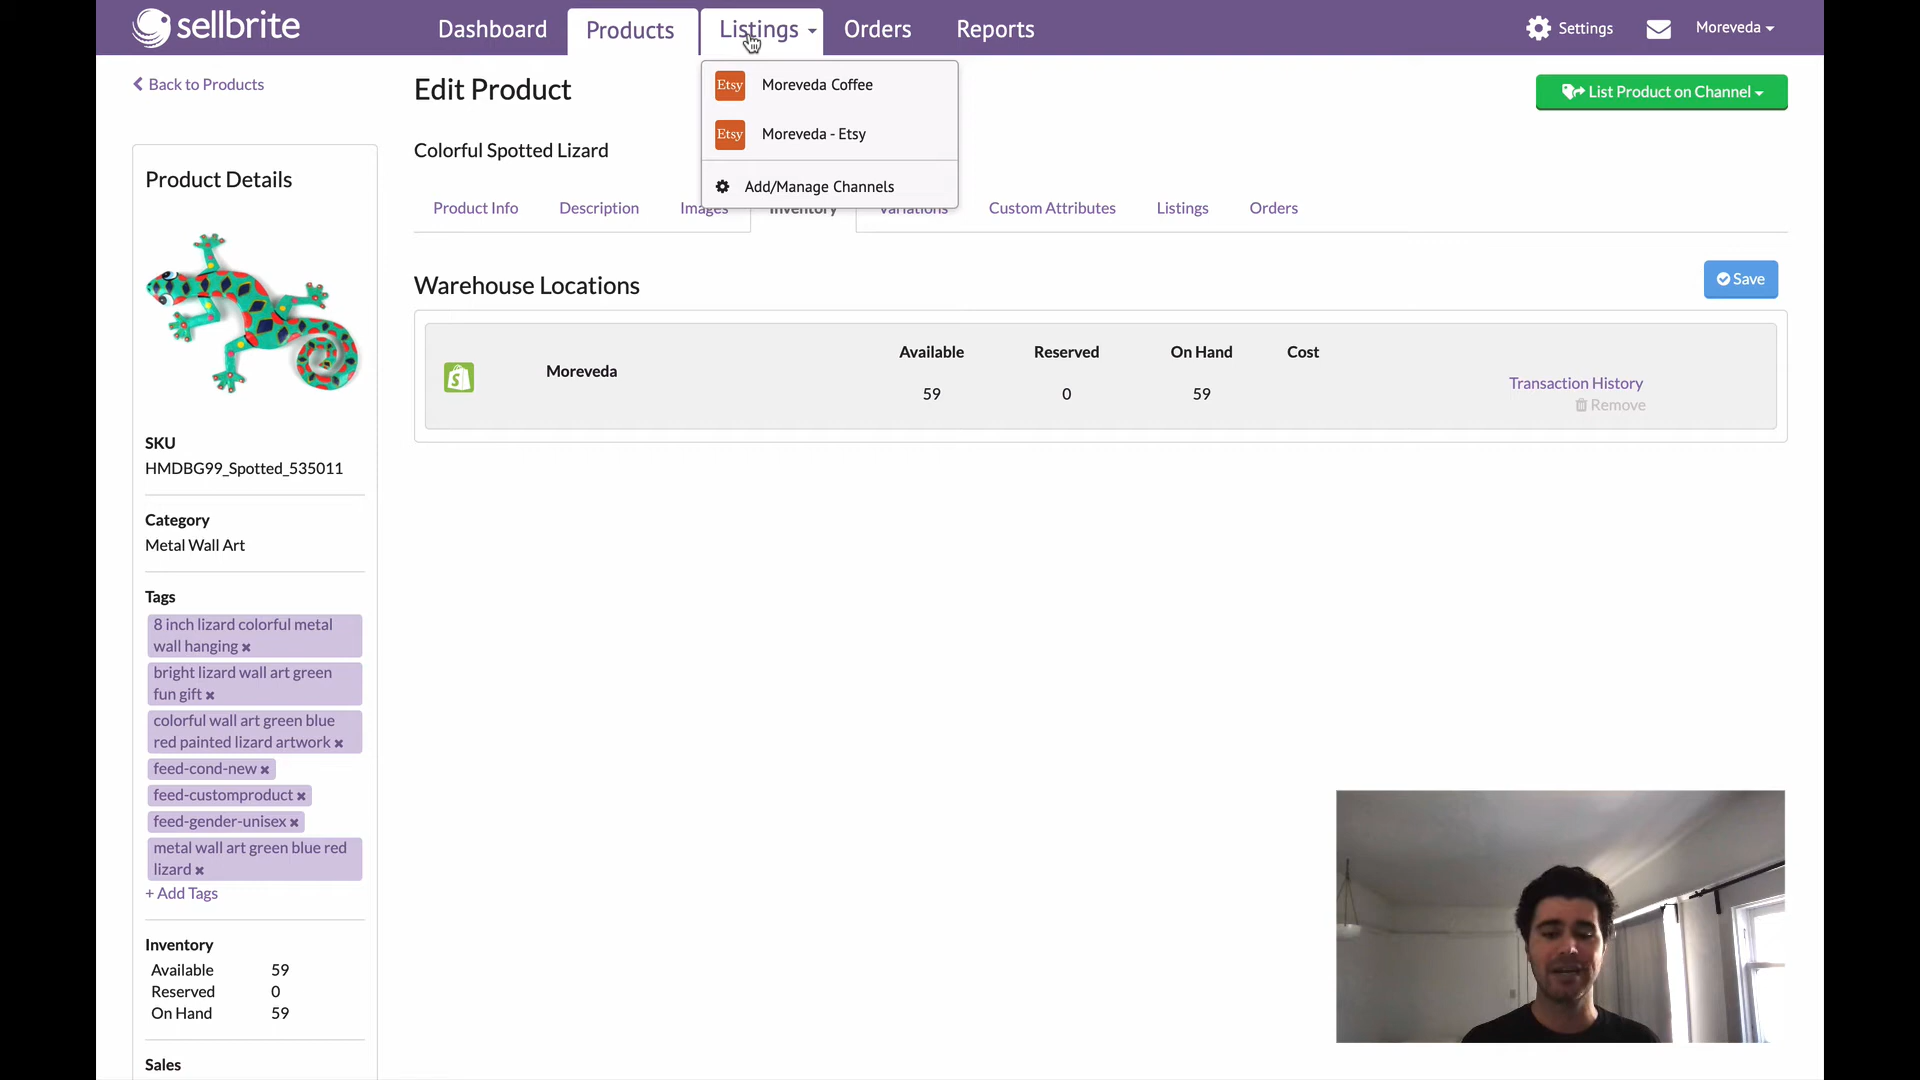 sellbrite
Dashboard
Products
Listings
Orders
Reports
Settings
Moreveda
Back to Products
Edit Product
List Product on Channel
Etsy
Moreveda Coffee
Etsy
Moreveda - Etsy
Add/Manage Channels
Colorful Spotted Lizard
Product Info
Description
Images
Inventory
Variations
Custom Attributes
Listings
Orders
Product Details
SKU
HMDBG99_Spotted_535011
Category
Metal Wall Art
Tags
8 inch lizard colorful metal
wall hanging ×
bright lizard wall art green
fun gift ×
colorful wall art green blue
red painted lizard artwork ×
feed-cond-new ×
feed-customproduct ×
feed-gender-unisex ×
metal wall art green blue red
lizard ×
+ Add Tags
Inventory
Available 59
Reserved 0
On Hand 59
Sales
Warehouse Locations
Save
Moreveda
Available Reserved On Hand Cost
59 0 59
Transaction History
Remove